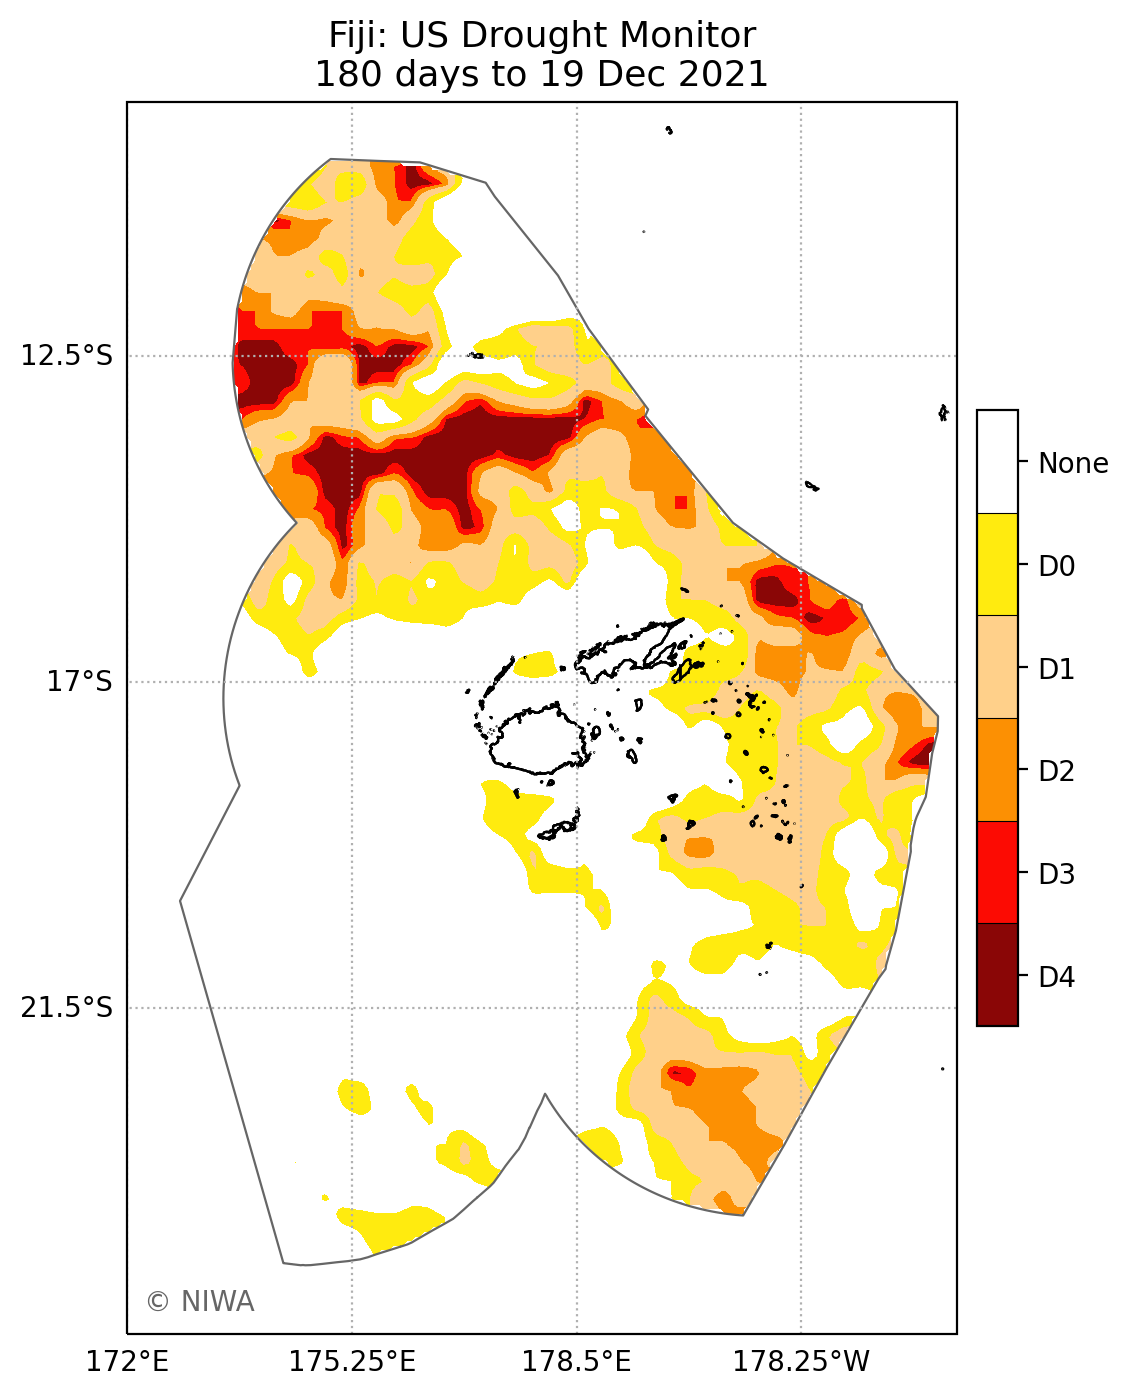 Fiji: US Drought Monitor
180 days to 19 Dec 2021
12.5°S
17°S
21.5°S
172°E
175.25°E
178.5°E
178.25°W
None
D0
D1
D2
D3
D4
© NIWA